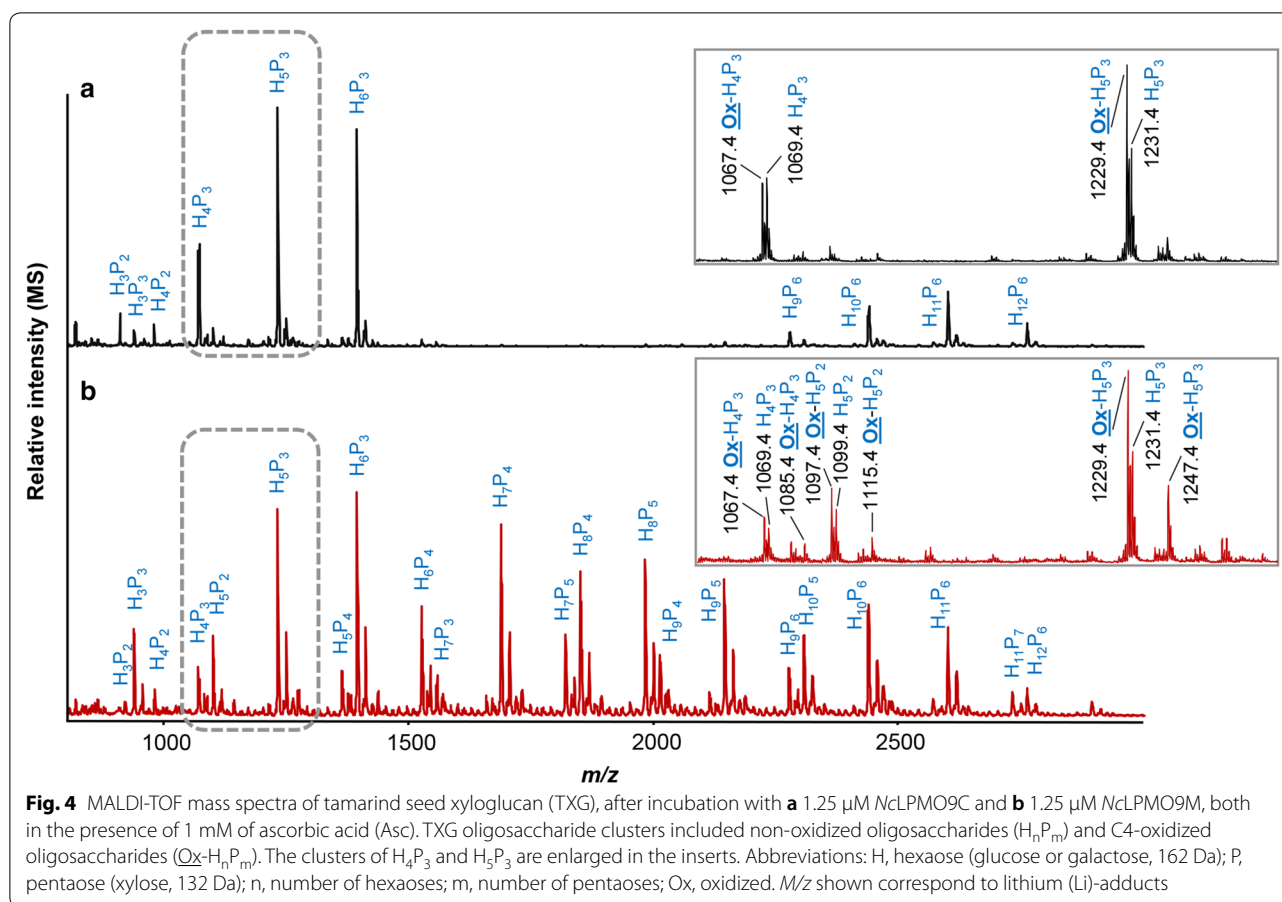 a
H₃P₂
H₃P₃
H₄P₂
H₄P₃
H₅P₃
H₆P₃
H₉P₆
H₁₀P₆
H₁₁P₆
H₁₂P₆
1067.4 Ox-H₄P₃
1069.4 H₄P₃
1229.4 Ox-H₅P₃
1231.4 H₅P₃
Relative intensity (MS)
b
H₃P₂
H₃P₃
H₄P₂
H₄P₃
H₅P₂
H₅P₃
H₅P₄
H₆P₃
H₆P₄
H₇P₃
H₇P₄
H₇P₅
H₈P₄
H₈P₅
H₉P₄
H₉P₅
H₉P₆
H₁₀P₅
H₁₀P₆
H₁₁P₆
H₁₁P₇
H₁₂P₆
1067.4 Ox-H₄P₃
1069.4 H₄P₃
1085.4 Ox-H₄P₃
1097.4 Ox-H₅P₂
1099.4 H₅P₂
1115.4 Ox-H₅P₂
1229.4 Ox-H₅P₃
1231.4 H₅P₃
1247.4 Ox-H₅P₃
1000 1500 2000 2500
m/z
Fig. 4 MALDI-TOF mass spectra of tamarind seed xyloglucan (TXG), after incubation with a 1.25 μM NcLPMO9C and b 1.25 μM NcLPMO9M, both
in the presence of 1 mM of ascorbic acid (Asc). TXG oligosaccharide clusters included non-oxidized oligosaccharides (HₙPₘ) and C4-oxidized
oligosaccharides (Ox-HₙPₘ). The clusters of H₄P₃ and H₅P₃ are enlarged in the inserts. Abbreviations: H, hexaose (glucose or galactose, 162 Da); P,
pentaose (xylose, 132 Da); n, number of hexaoses; m, number of pentaoses; Ox, oxidized. M/z shown correspond to lithium (Li)-adducts